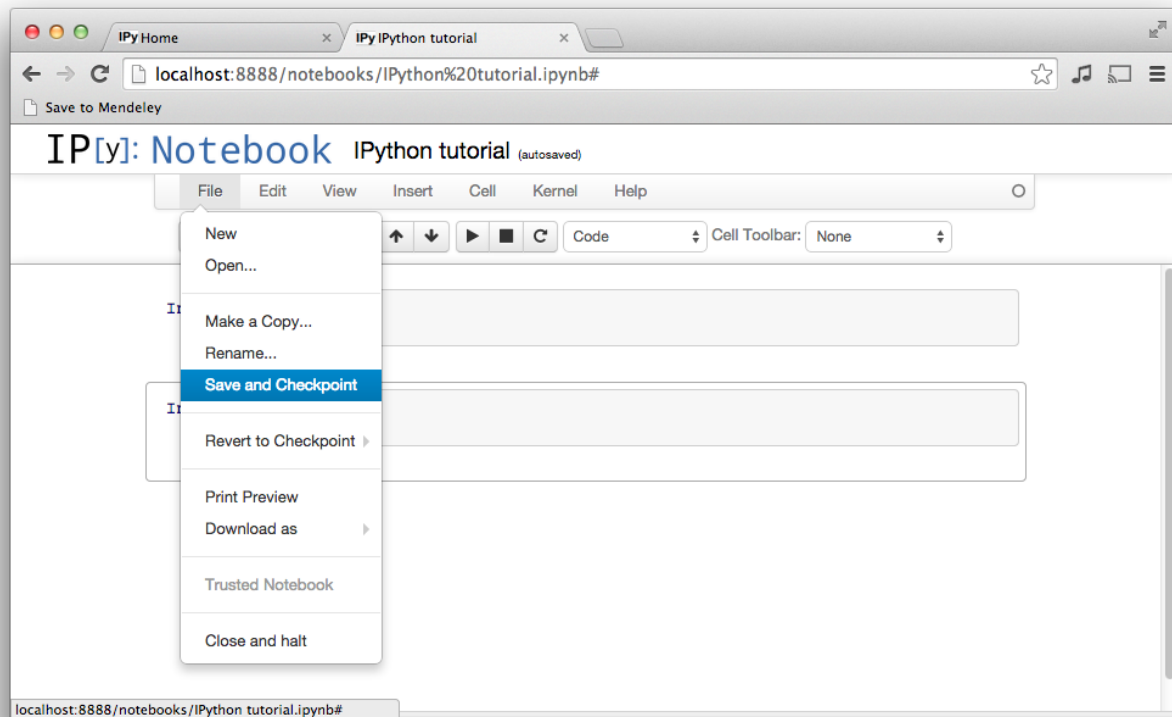 IPy Home
IPy IPython tutorial
localhost:8888/notebooks/IPython%20tutorial.ipynb#
Save to Mendeley
IP[y]: Notebook IPython tutorial (autosaved)
File Edit View Insert Cell Kernel Help
Code Cell Toolbar: None
New
Open...
Make a Copy...
Rename...
Save and Checkpoint
Revert to Checkpoint
Print Preview
Download as
Trusted Notebook
Close and halt
localhost:8888/notebooks/IPython tutorial.ipynb#